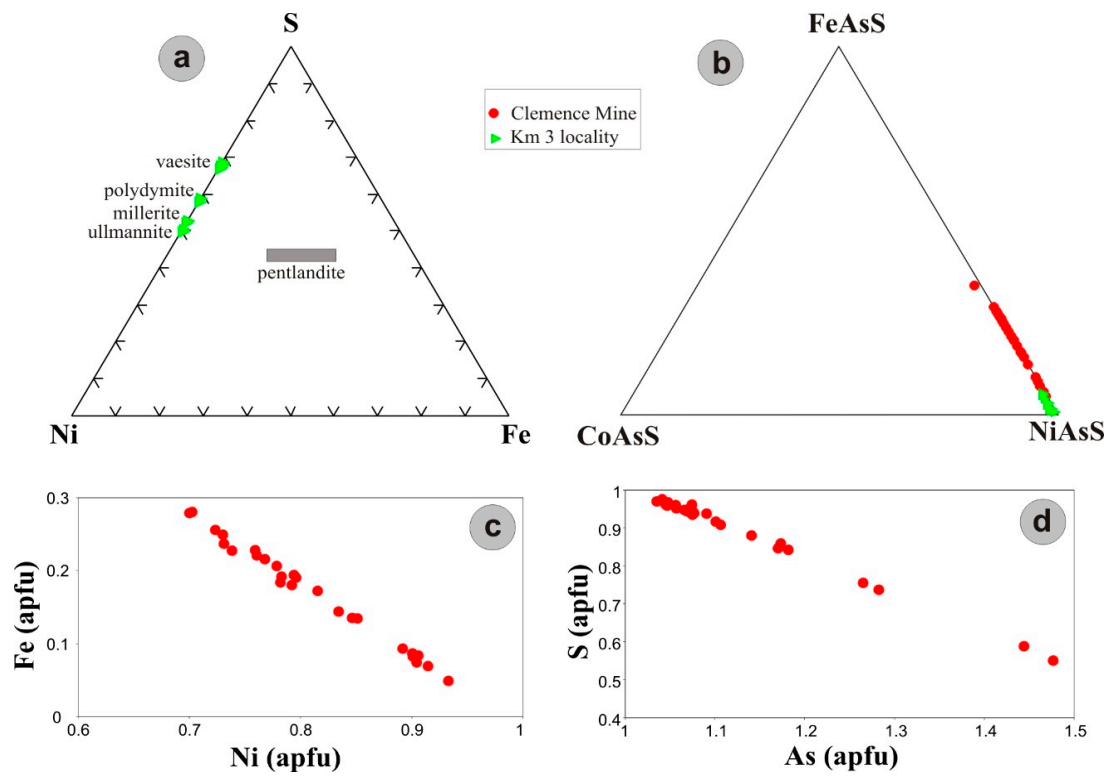 a
S
vaesite
polydymite
millerite
ullmannite
pentlandite
Ni
Fe
b
FeAsS
Clemence Mine
Km 3 locality
CoAsS
NiAsS
c
0.3
0.2
0.1
0
0.6
0.7
0.8
0.9
1
Fe (apfu)
Ni (apfu)
d
1
0.9
0.8
0.7
0.6
0.5
0.4
1
1.1
1.2
1.3
1.4
1.5
S (apfu)
As (apfu)